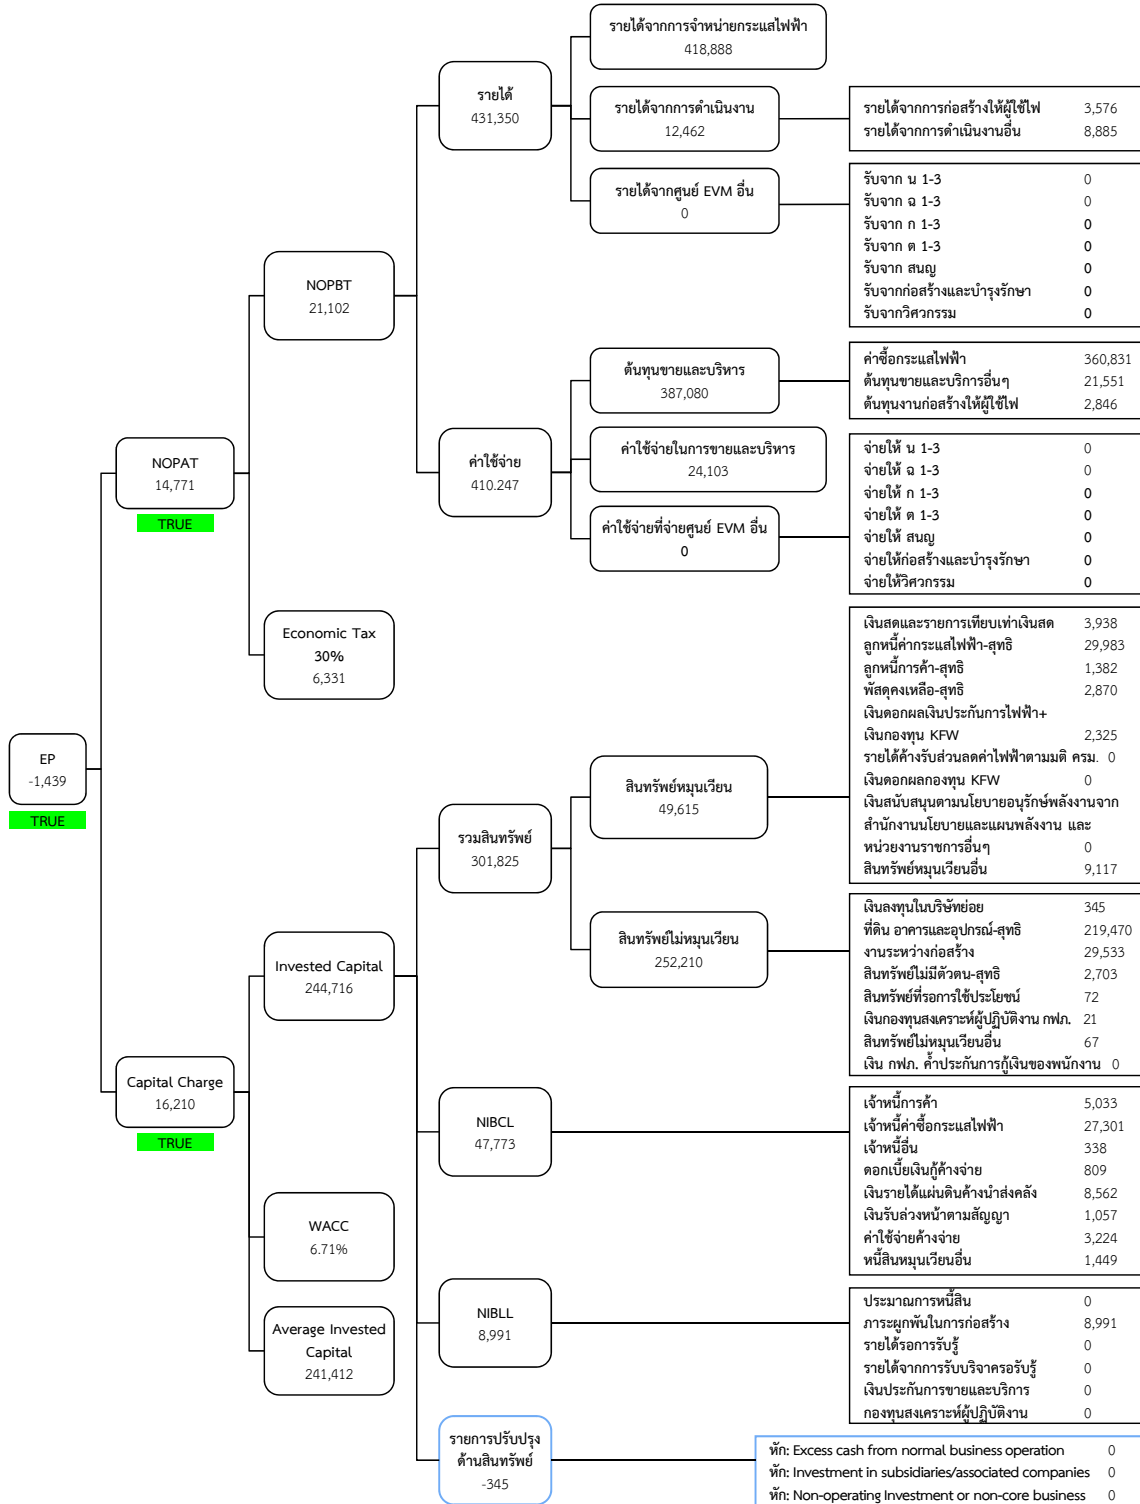 รายได้จากการจำหน่ายกระแสไฟฟ้า
418,888
รายได้
431,350
รายได้จากการดำเนินงาน
12,462
รายได้จากการก่อสร้างให้ผู้ใช้ไฟ 3,576
รายได้จากการดำเนินงานอื่น 8,885
รายได้จากศูนย์ EVM อื่น
0
รับจาก น 1-3 0
รับจาก ฉ 1-3 0
รับจาก ก 1-3 0
รับจาก ต 1-3 0
รับจาก สนญ 0
รับจากก่อสร้างและบำรุงรักษา 0
รับจากวิศวกรรม 0
NOPBT
21,102
ต้นทุนขายและบริหาร
387,080
ค่าซื้อกระแสไฟฟ้า 360,831
ต้นทุนขายและบริการอื่นๆ 21,551
ต้นทุนงานก่อสร้างให้ผู้ใช้ไฟ 2,846
NOPAT
14,771
TRUE
ค่าใช้จ่าย
410.247
ค่าใช้จ่ายในการขายและบริหาร
24,103
ค่าใช้จ่ายที่จ่ายศูนย์ EVM อื่น
0
จ่ายให้ น 1-3 0
จ่ายให้ ฉ 1-3 0
จ่ายให้ ก 1-3 0
จ่ายให้ ต 1-3 0
จ่ายให้ สนญ 0
จ่ายให้ก่อสร้างและบำรุงรักษา 0
จ่ายให้วิศวกรรม 0
Economic Tax
30%
6,331
EP
-1,439
TRUE
เงินสดและรายการเทียบเท่าเงินสด 3,938
ลูกหนี้ค่ากระแสไฟฟ้า-สุทธิ 29,983
ลูกหนี้การค้า-สุทธิ 1,382
พัสดุคงเหลือ-สุทธิ 2,870
เงินดอกผลเงินประกันการไฟฟ้า+
เงินกองทุน KFW 2,325
รายได้ค้างรับส่วนลดค่าไฟฟ้าตามมติ ครม. 0
เงินดอกผลกองทุน KFW 0
เงินสนับสนุนตามนโยบายอนุรักษ์พลังงานจาก
สำนักงานนโยบายและแผนพลังงาน และ
หน่วยงานราชการอื่นๆ 0
สินทรัพย์หมุนเวียนอื่น 9,117
สินทรัพย์หมุนเวียน
49,615
รวมสินทรัพย์
301,825
สินทรัพย์ไม่หมุนเวียน
252,210
เงินลงทุนในบริษัทย่อย 345
ที่ดิน อาคารและอุปกรณ์-สุทธิ 219,470
งานระหว่างก่อสร้าง 29,533
สินทรัพย์ไม่มีตัวตน-สุทธิ 2,703
สินทรัพย์ที่รอการใช้ประโยชน์ 72
เงินกองทุนสงเคราะห์ผู้ปฏิบัติงาน กฟภ. 21
สินทรัพย์ไม่หมุนเวียนอื่น 67
เงิน กฟภ. ค้ำประกันการกู้เงินของพนักงาน 0
Invested Capital
244,716
Capital Charge
16,210
TRUE
NIBCL
47,773
เจ้าหนี้การค้า 5,033
เจ้าหนี้ค่าซื้อกระแสไฟฟ้า 27,301
เจ้าหนี้อื่น 338
ดอกเบี้ยเงินกู้ค้างจ่าย 809
เงินรายได้แผ่นดินค้างนำส่งคลัง 8,562
เงินรับล่วงหน้าตามสัญญา 1,057
ค่าใช้จ่ายค้างจ่าย 3,224
หนี้สินหมุนเวียนอื่น 1,449
WACC
6.71%
Average Invested
Capital
241,412
NIBLL
8,991
ประมาณการหนี้สิน 0
ภาระผูกพันในการก่อสร้าง 8,991
รายได้รอการรับรู้ 0
รายได้จากการรับบริจาครอรับรู้ 0
เงินประกันการขายและบริการ 0
กองทุนสงเคราะห์ผู้ปฏิบัติงาน 0
รายการปรับปรุง
ด้านสินทรัพย์
-345
หัก: Excess cash from normal business operation 0
หัก: Investment in subsidiaries/associated companies 0
หัก: Non-operating Investment or non-core business 0